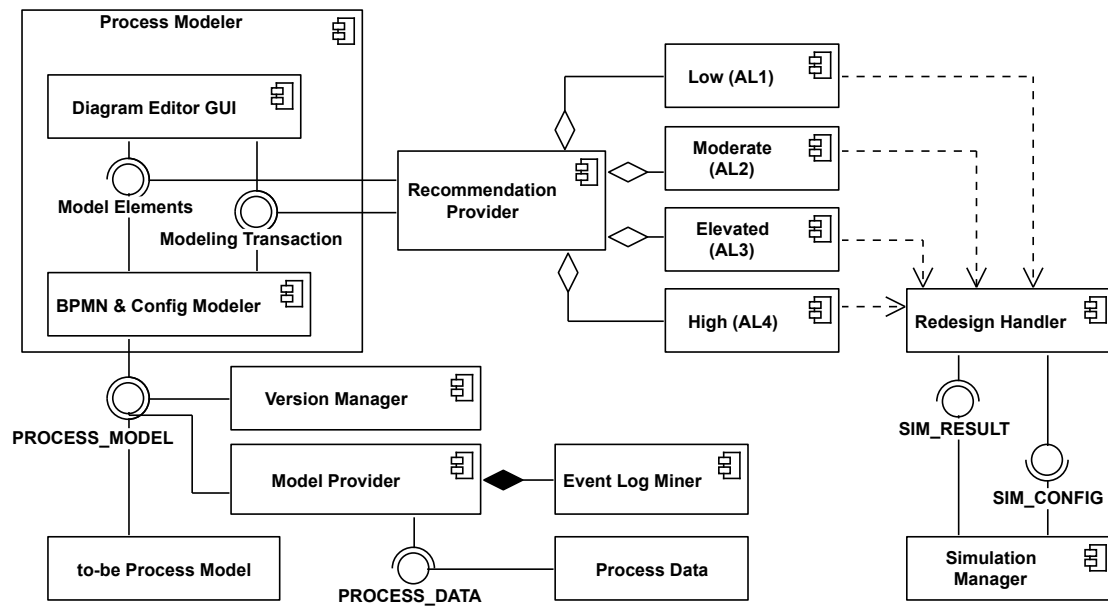 Process Modeler
Diagram Editor GUI
Model Elements
Modeling Transaction
BPMN & Config Modeler
Recommendation
Provider
Low (AL1)
Moderate
(AL2)
Elevated
(AL3)
High (AL4)
Redesign Handler
PROCESS_MODEL
Version Manager
Model Provider
Event Log Miner
SIM_RESULT
SIM_CONFIG
to-be Process Model
PROCESS_DATA
Process Data
Simulation
Manager